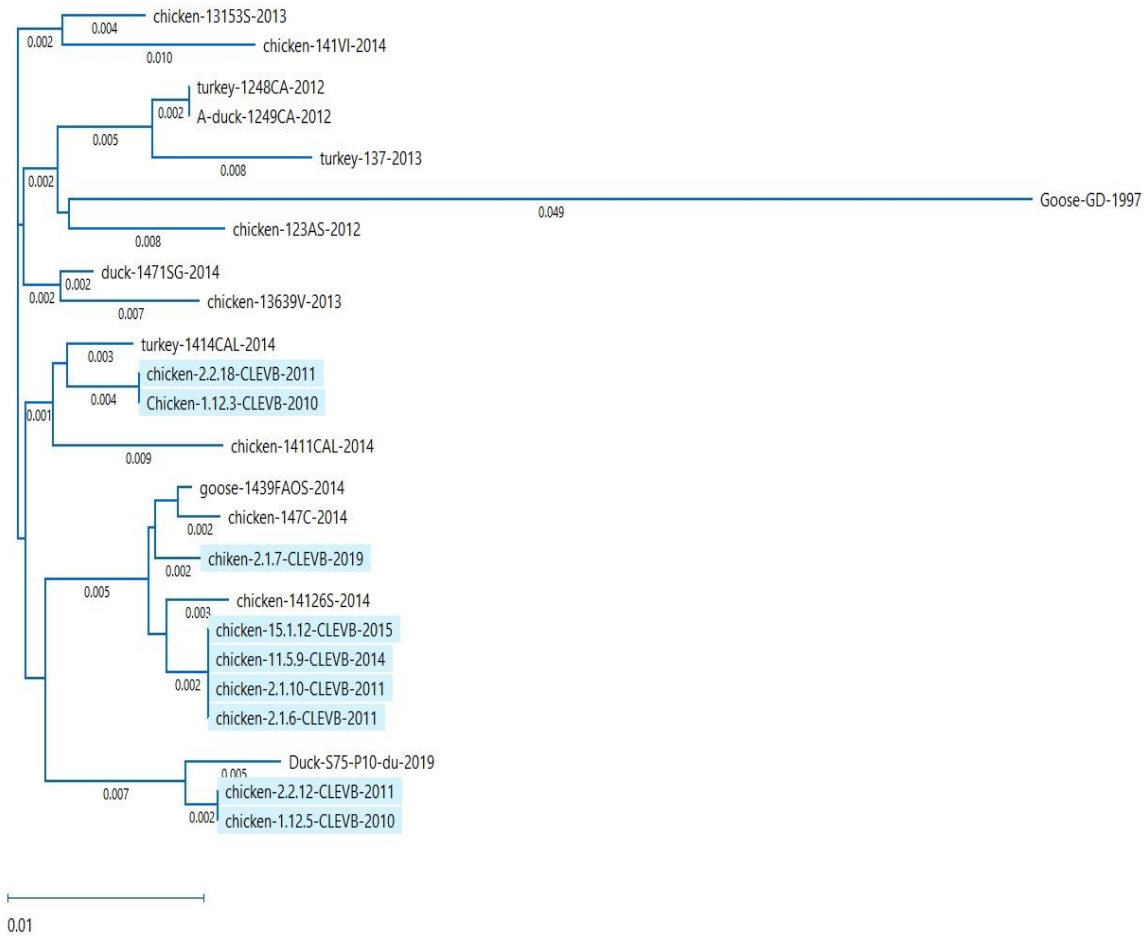 chicken-13153S-2013
0.004
0.002
chicken-141VI-2014
0.010
turkey-1248CA-2012
0.002
A-duck-1249CA-2012
0.005
turkey-137-2013
0.008
0.002
Goose-GD-1997
0.049
chicken-123AS-2012
0.008
duck-1471SG-2014
0.002
0.002
chicken-13639V-2013
0.007
turkey-1414CAL-2014
0.003
chicken-2.2.18-CLEVB-2011
0.004
Chicken-1.12.3-CLEVB-2010
0.001
chicken-1411CAL-2014
0.009
goose-1439FAOS-2014
chicken-147C-2014
0.002
chiken-2.1.7-CLEVB-2019
0.002
0.005
chicken-14126S-2014
0.003
chicken-15.1.12-CLEVB-2015
chicken-11.5.9-CLEVB-2014
0.002
chicken-2.1.10-CLEVB-2011
chicken-2.1.6-CLEVB-2011
Duck-S75-P10-du-2019
0.005
0.007
chicken-2.2.12-CLEVB-2011
0.002
chicken-1.12.5-CLEVB-2010
0.01